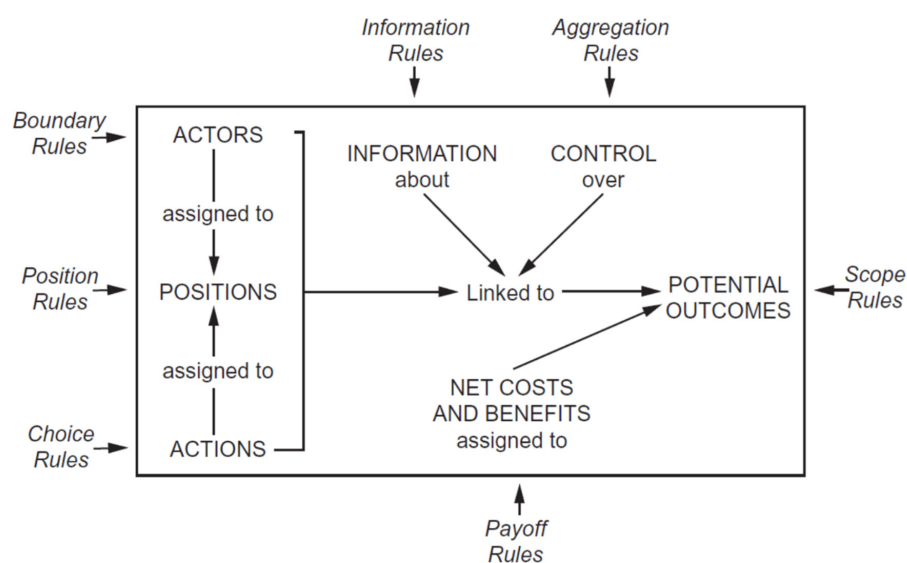 Information
Rules
Aggregation
Rules
Boundary
Rules
ACTORS
INFORMATION
about
CONTROL
over
assigned to
Position
Rules
POSITIONS
Linked to
POTENTIAL
OUTCOMES
Scope
Rules
assigned to
NET COSTS
AND BENEFITS
assigned to
Choice
Rules
ACTIONS
Payoff
Rules